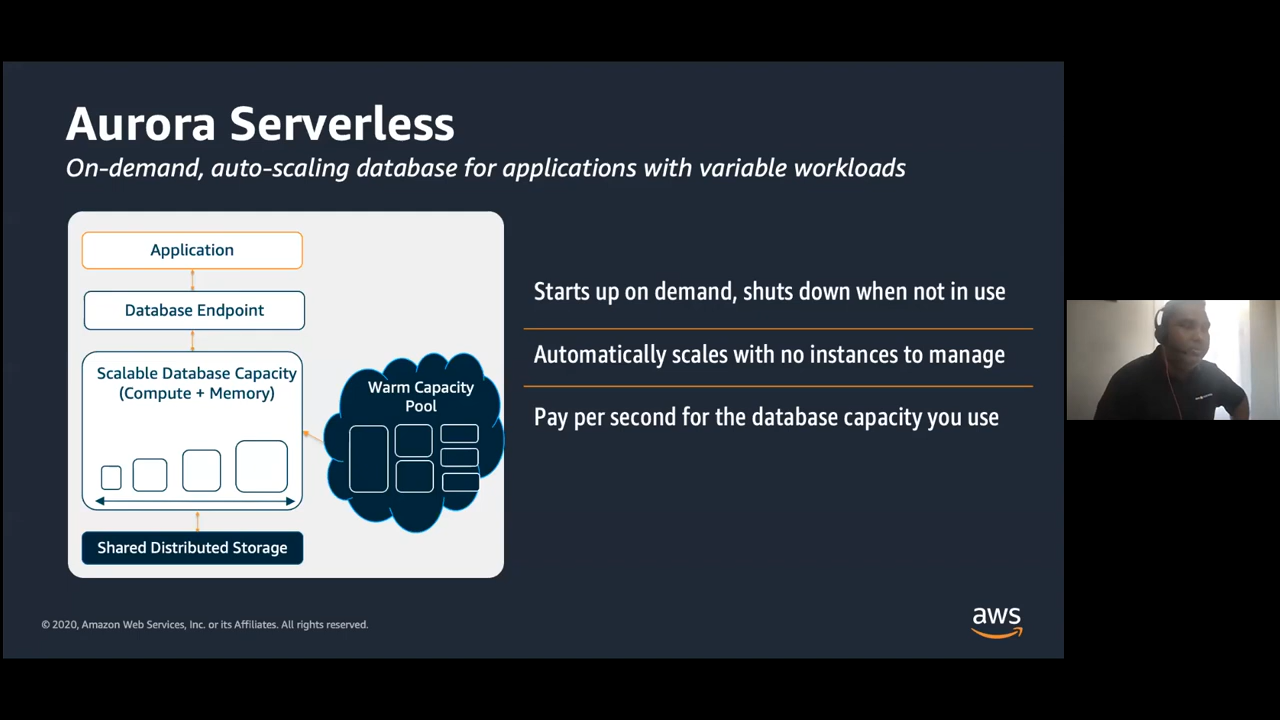 Aurora Serverless
On-demand, auto-scaling database for applications with variable workloads
Application
Database Endpoint
Scalable Database Capacity
(Compute + Memory)
Warm Capacity
Pool
Shared Distributed Storage
Starts up on demand, shuts down when not in use
Automatically scales with no instances to manage
Pay per second for the database capacity you use
© 2020, Amazon Web Services, Inc. or its Affiliates. All rights reserved.
aws